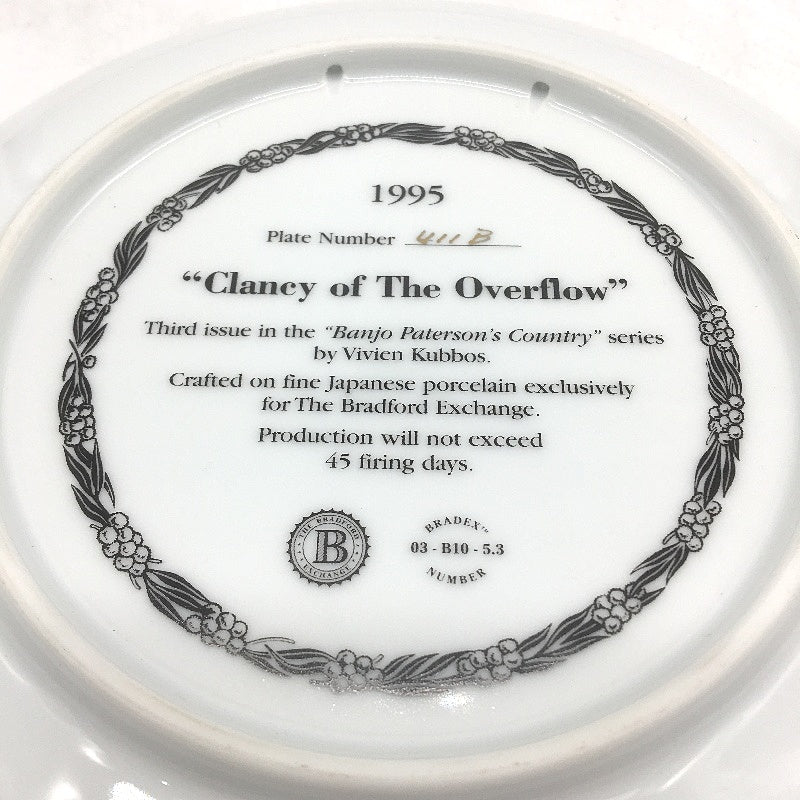 1995
Plate Number 411 B
“Clancy of The Overflow”
Third issue in the “Banjo Paterson's Country” series
by Vivien Kubbos.
Crafted on fine Japanese porcelain exclusively
for The Bradford Exchange.
Production will not exceed
45 firing days.
THE BRADFORD
B
EXCHANGE
BRADEX™
03 - B10 - 5.3
NUMBER